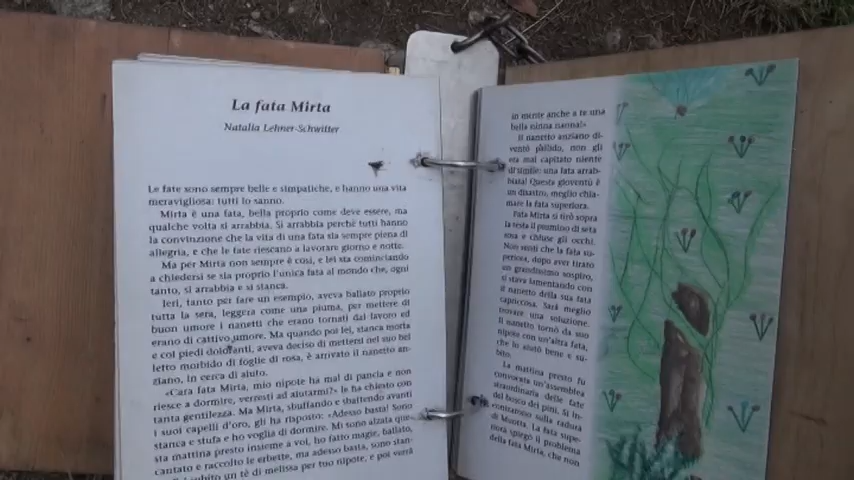 La fata Mirta
Natalia Lehner-Schwitter
Le fate sono sempre belle e simpatiche, e hanno una vita
meravigliosa: tutti lo sanno.
Mirta è una fata, bella proprio come deve essere, ma
qualche volta si arrabbia. Si arrabbia perchè tutti hanno
la convinzione che la vita di una fata sia sempre piena di
allegria, e che le fate riescano a lavorare giorno e notte.
Ma per Mirta non sempre è così, e lei sta cominciando
a chiedersi se sia proprio l'unica fata al mondo che, ogni
tanto, si arrabbia e si stanca.
Ieri, tanto per fare un esempio, aveva ballato proprio
tutta la sera, leggera come una piuma, per mettere di
buon umore i nanetti che erano tornati dal lavoro ed
erano di cattivo umore. Ma quando poi lei, stanca morta
e coi piedi doloranti, aveva deciso di mettersi nel suo bel
letto morbido di foglie di rosa, è arrivato il nanetto an-
ziano, in cerca di aiuto.
«Cara fata Mirta, mio nipote ha mal di pancia e non
riesce a dormire, verresti ad aiutarmi?» le ha chiesto con
tanta gentilezza. Ma Mirta, sbuffando e sbattendo avanti
i suoi capelli d'oro, gli ha risposto: «Adesso basta! Sono
stanca e stufa e ho voglia di dormire. Mi sono alzata que-
sta mattina presto insieme a voi, ho fatto magie, ballato,
cantato e raccolto le erbette, ma adesso basta, sono stan-
subito un tè di melissa per tuo nipote, e poi verrà
in mente anche a te una
bella ninna nanna!»
Il nanetto anziano di-
ventò pallido, non gli
era mai capitato niente
di simile: una fata arrab-
biata! Questa gioventù è
un disastro, meglio chia-
mare la fata superiora.
Fata Mirta si tirò sopra
la testa il piumino di seta
rosa e chiuse gli occhi.
Non sentì che la fata su-
periora, dopo aver tirato
un grandissimo sospiro,
si stava lamentando con
il nanetto della sua fata
capricciosa. Sarà meglio
trovare una soluzione.
Il nanetto tornò da suo
nipote con un'altra fata,
che lo aiutò bene e su-
bito.
La mattina presto fu
convocata un'assemblea
straordinaria delle fate
del bosco dei pini. Si in-
contrarono sulla radura
di Musotta. La fata supe-
riora spiegò il problema
della fata Mirta, che non